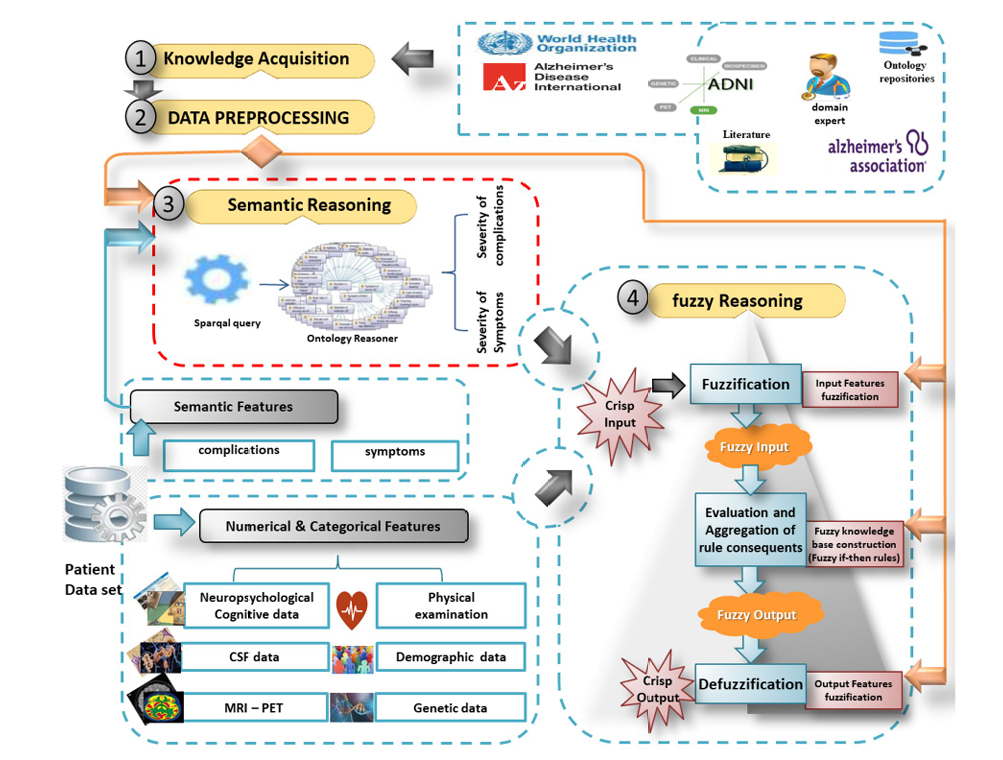 1
Knowledge Acquisition
World Health
Organization
Alzheimer's
Disease
International
Az
CLINICAL
BIOSPECIMEN
GENETIC
ADNI
PET
MRI
domain
expert
Ontology
repositories
Literature
alzheimer's
association
2
DATA PREPROCESSING
3
Semantic Reasoning
Sparqal query
Ontology Reasoner
Severity of
complications
Severity of
Symptoms
4
fuzzy Reasoning
Crisp
Input
Fuzzification
Input Features
fuzzification
Fuzzy Input
Evaluation and
Aggregation of
rule consequents
Fuzzy knowledge
base construction
(Fuzzy if-then rules)
Fuzzy Output
Crisp
Output
Defuzzification
Output Features
fuzzification
Semantic Features
complications
symptoms
Patient
Data set
Numerical & Categorical Features
Neuropsychological
Cognitive data
Physical
examination
CSF data
Demographic data
MRI – PET
Genetic data